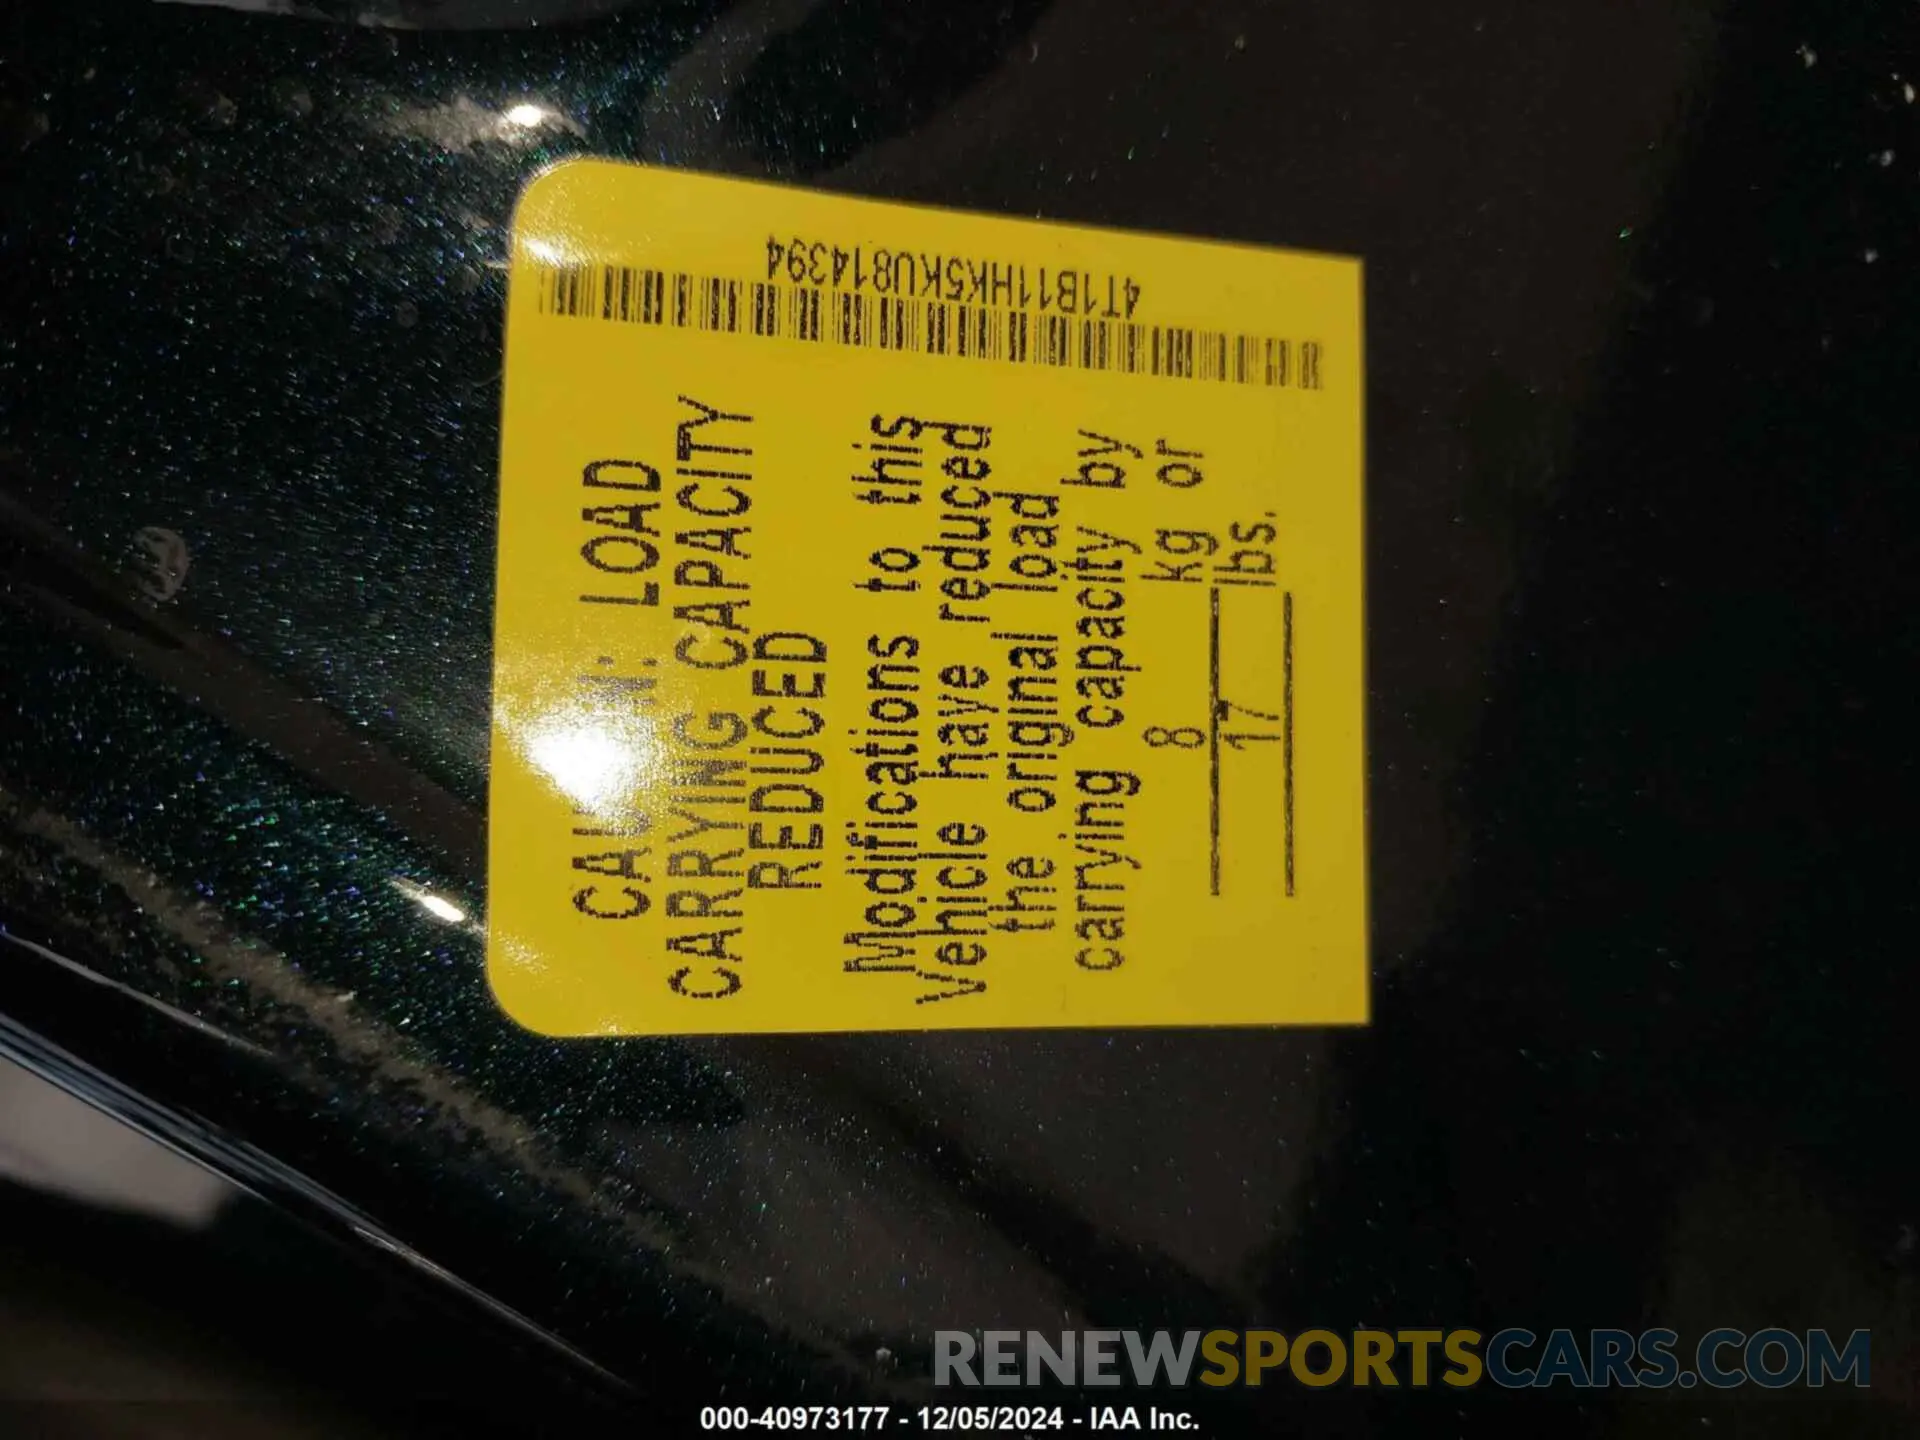 4T1B11HK5KU814394
CAU N: LOAD
CARRYING CAPACITY
REDUCED
Modifications to this
vehicle have reduced
the original load
carrying capacity by
8 kg or
17 lbs.
RENEWSPORTSCARS.COM
000-40973177 - 12/05/2024 - IAA Inc.